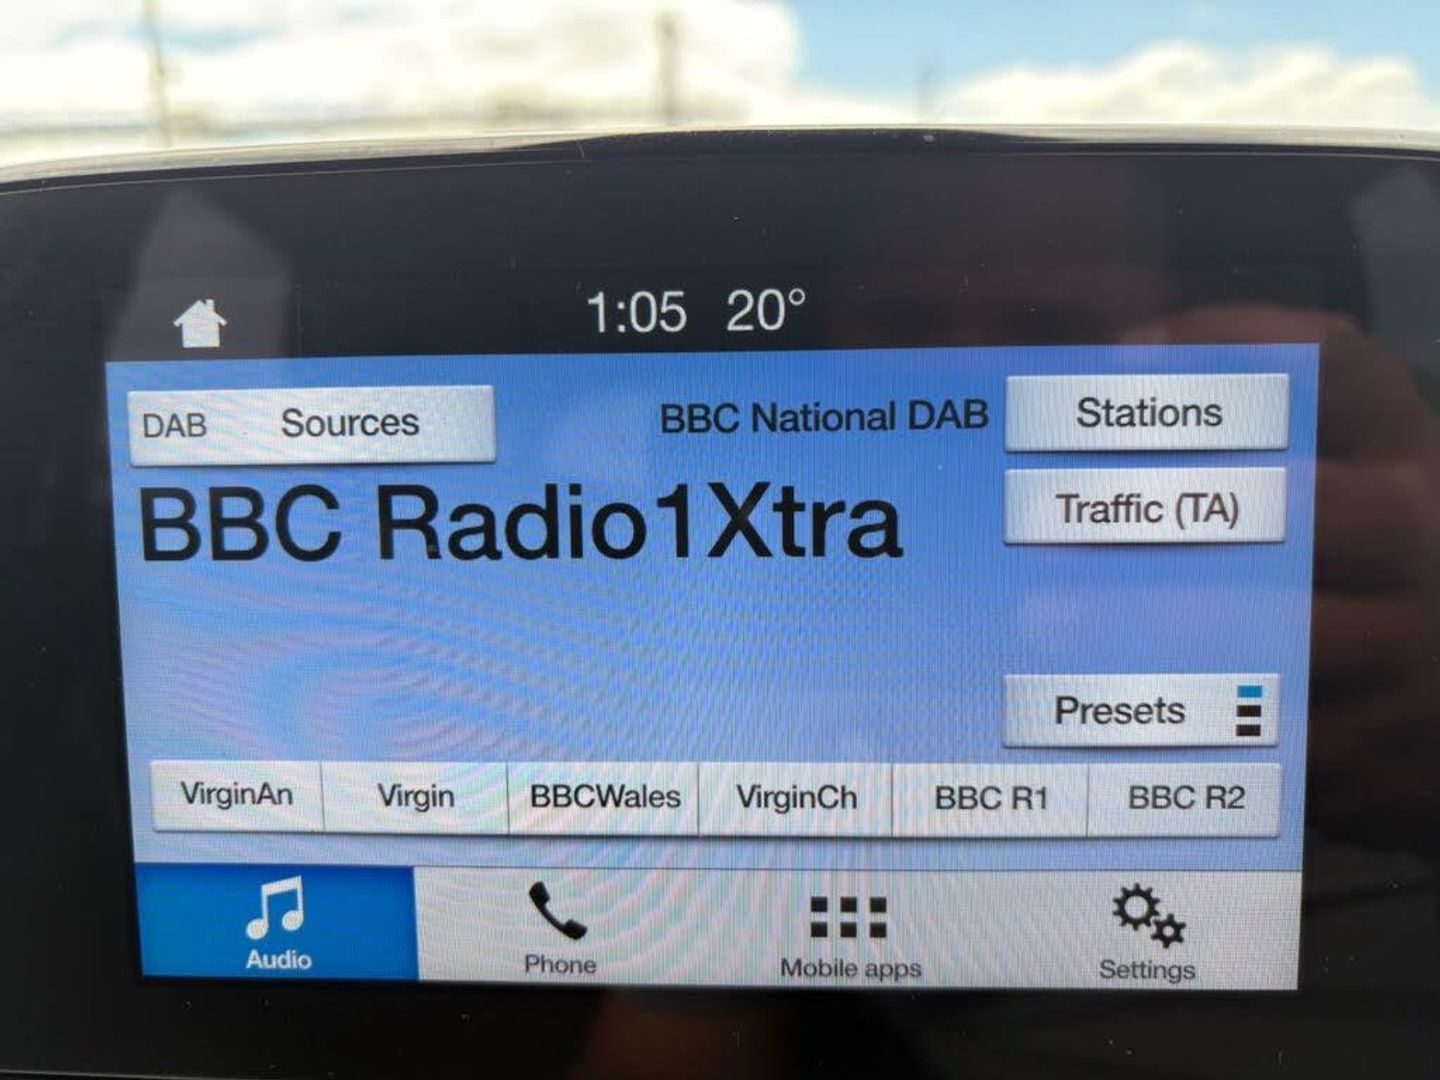 1:05 20°
DAB Sources
BBC National DAB
Stations
BBC Radio1Xtra
Traffic (TA)
Presets
VirginAn Virgin BBCWales VirginCh BBC R1 BBC R2
Audio Phone Mobile apps Settings